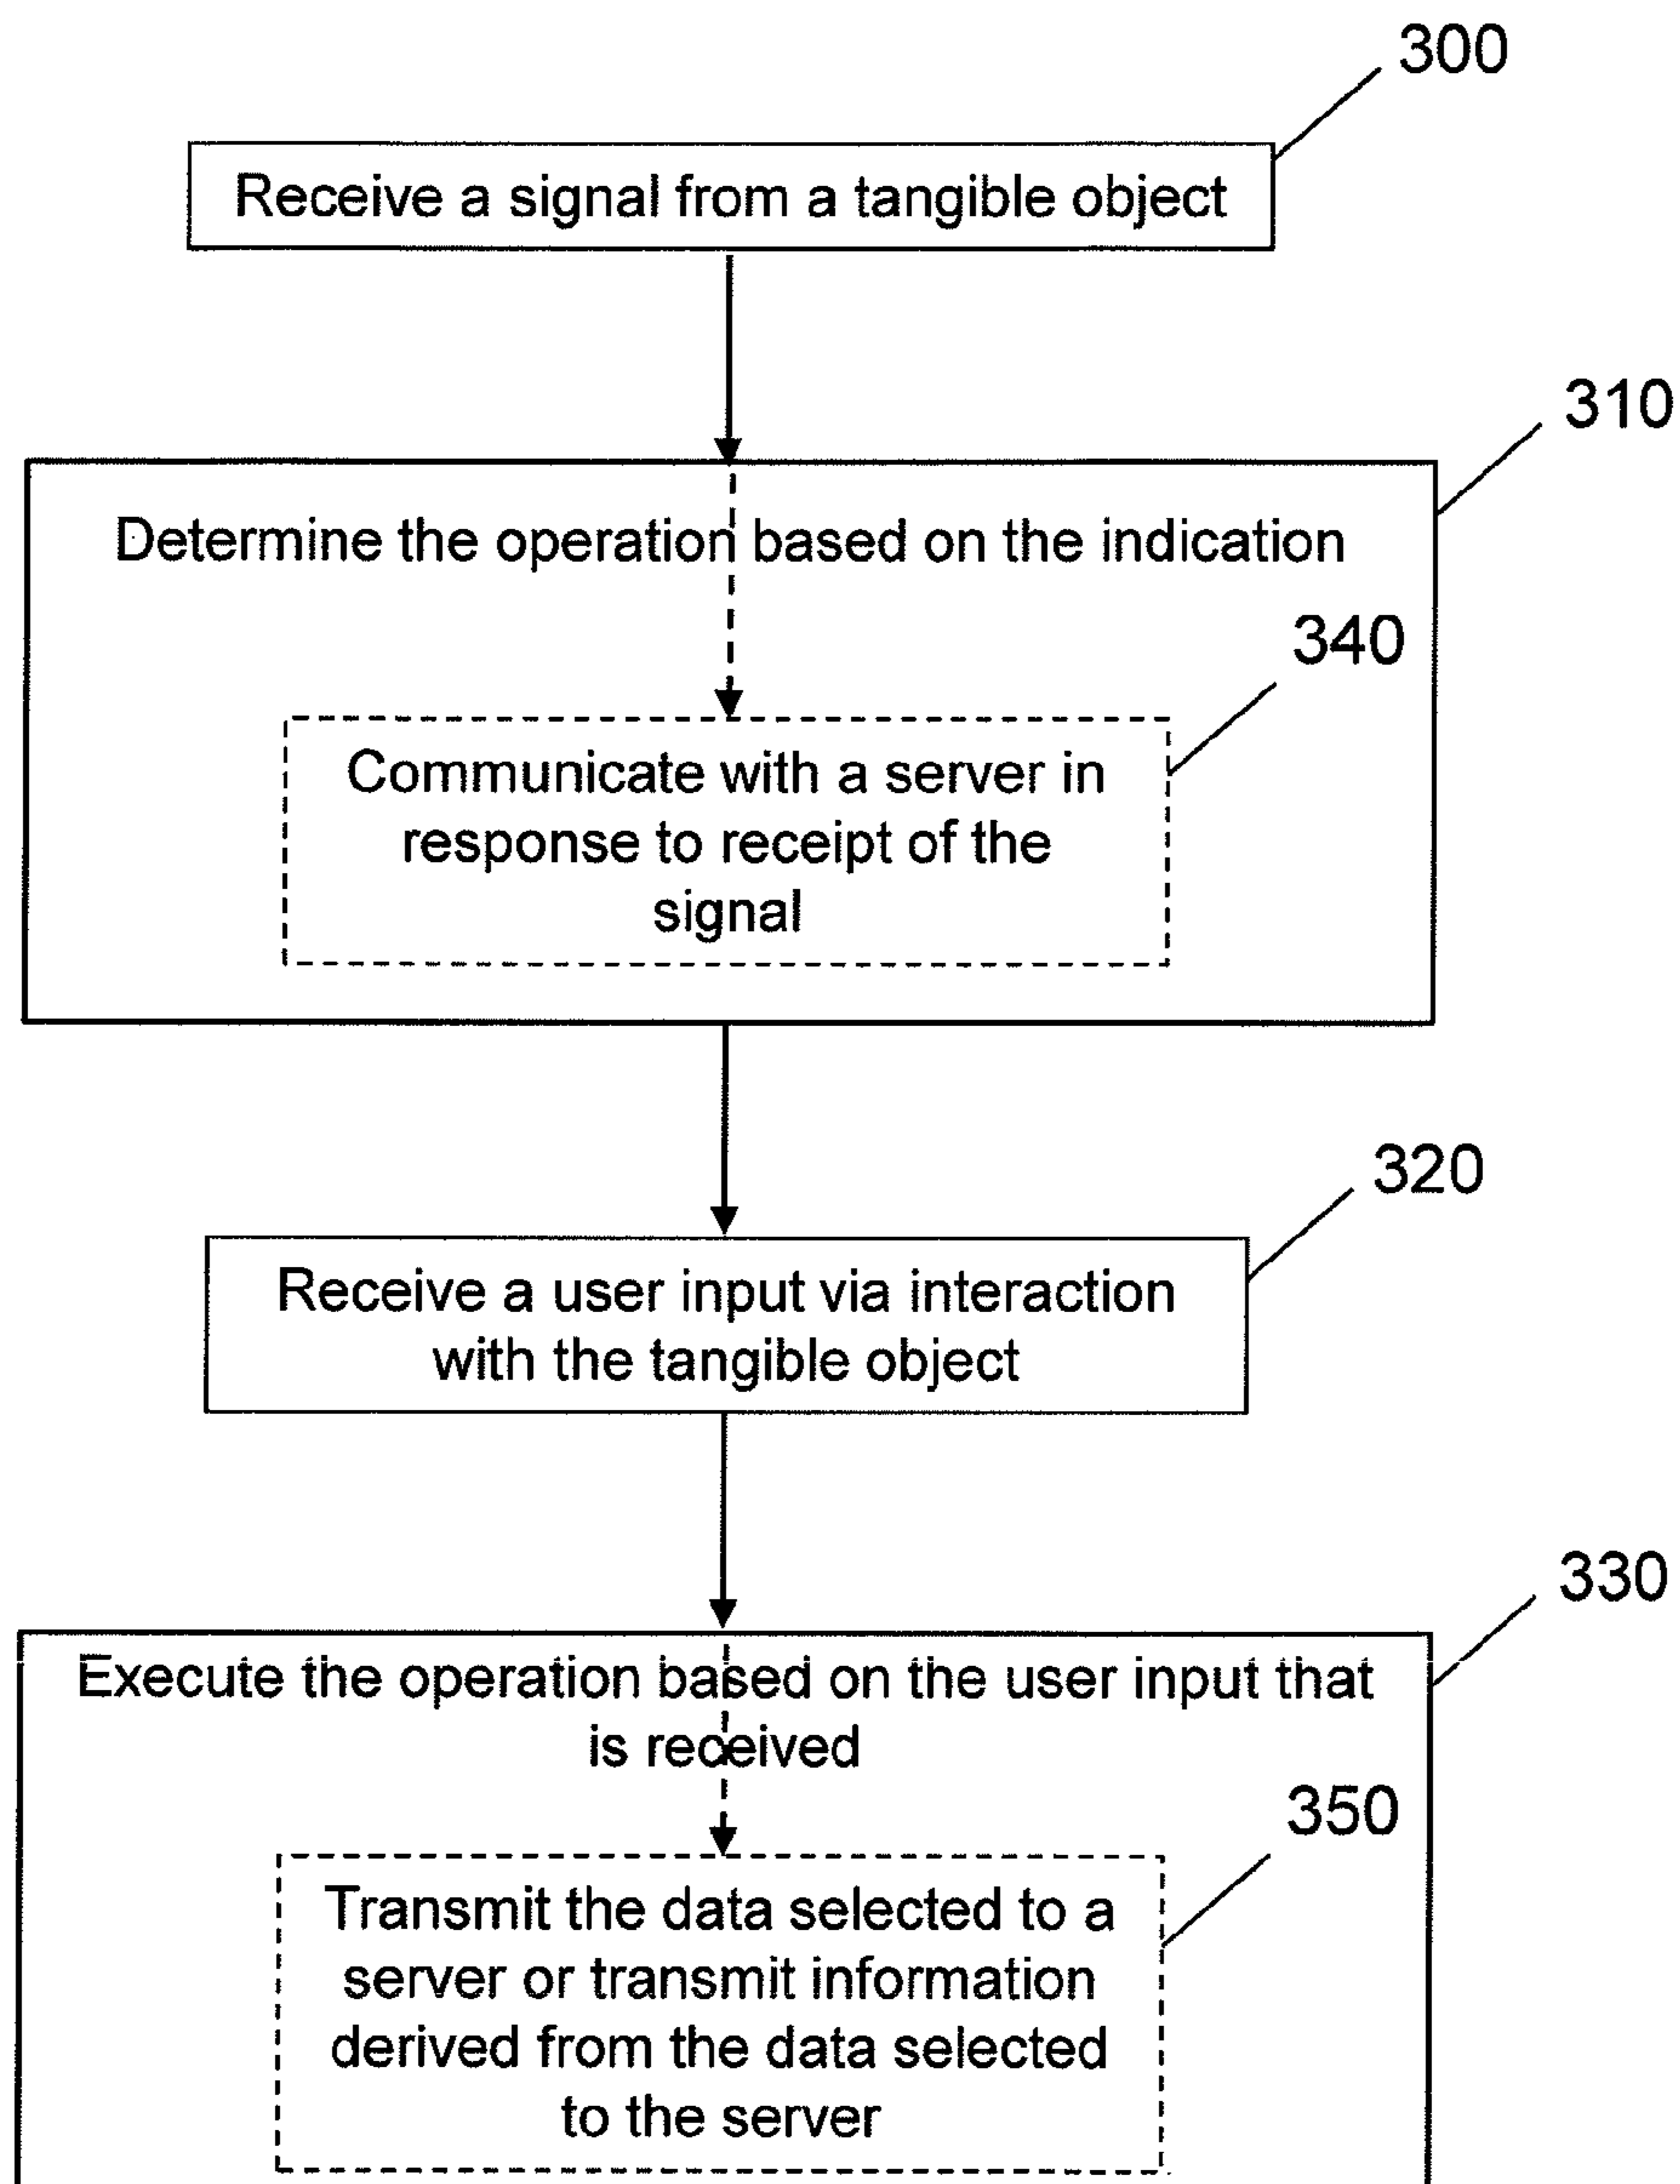 300
Receive a signal from a tangible object
310
Determine the operation based on the indication
340
Communicate with a server in
response to receipt of the
signal
320
Receive a user input via interaction
with the tangible object
330
Execute the operation based on the user input that
is received
350
Transmit the data selected to a
server or transmit information
derived from the data selected
to the server